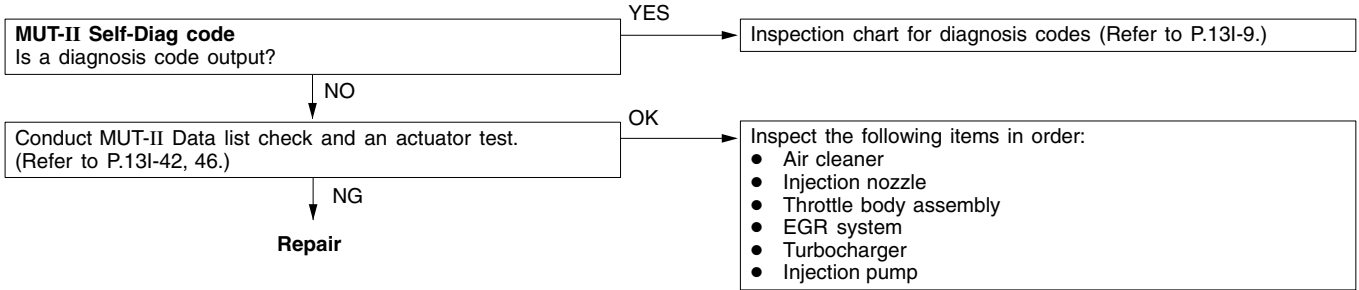 MUT-II Self-Diag code
Is a diagnosis code output?
YES
Inspection chart for diagnosis codes (Refer to P.13I-9.)
NO
Conduct MUT-II Data list check and an actuator test.
(Refer to P.13I-42, 46.)
OK
Inspect the following items in order:
● Air cleaner
● Injection nozzle
● Throttle body assembly
● EGR system
● Turbocharger
● Injection pump
NG
Repair